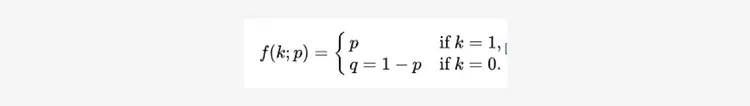 f(k; p) = { p if k = 1,
q = 1 − p if k = 0.